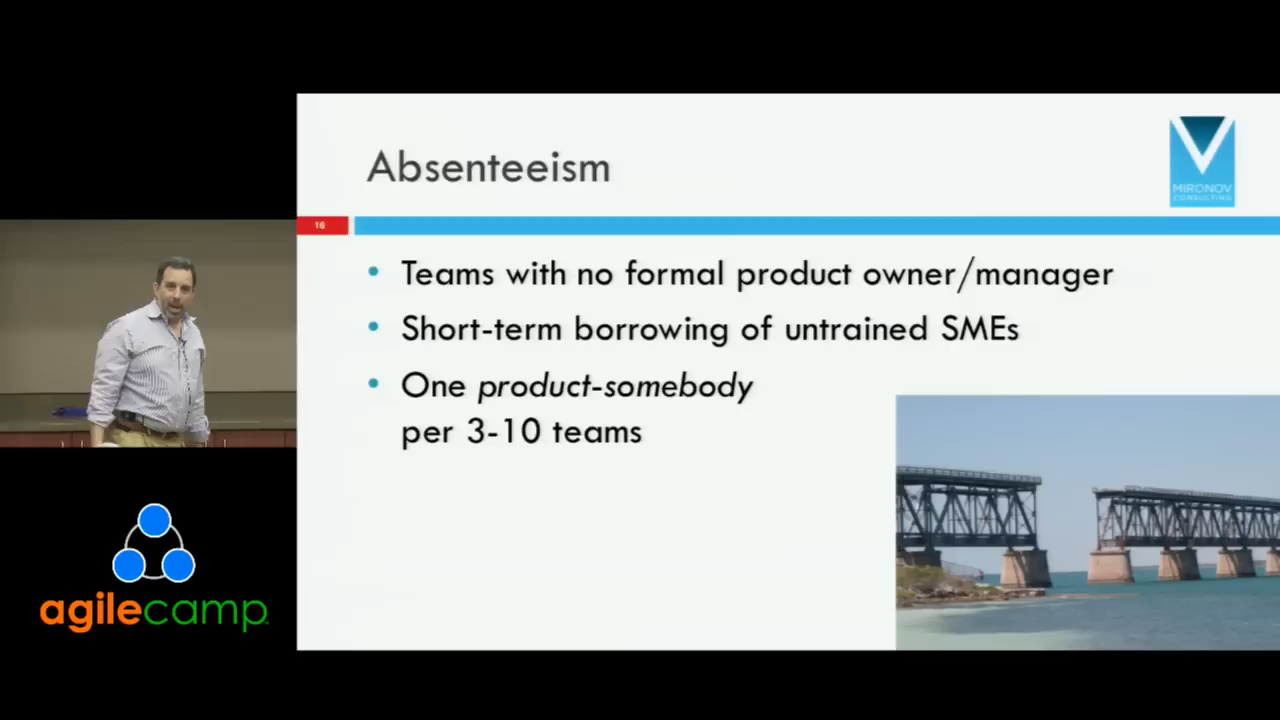 Absenteeism
MIRONOV
CONSULTING
16
• Teams with no formal product owner/manager
• Short-term borrowing of untrained SMEs
• One product-somebody
per 3-10 teams
agilecamp